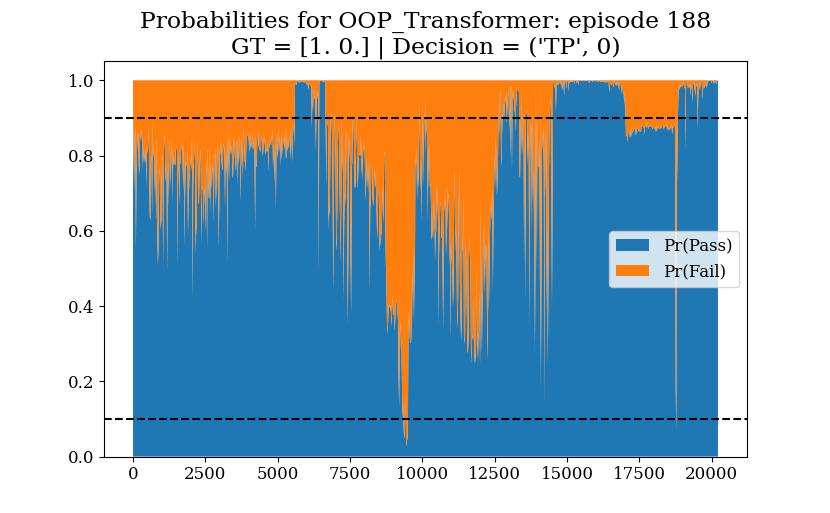 Probabilities for OOP_Transformer: episode 188
GT = [1. 0.] | Decision = ('TP', 0)
1.0
0.8
0.6
0.4
0.2
0.0
Pr(Pass)
Pr(Fail)
0 2500 5000 7500 10000 12500 15000 17500 20000